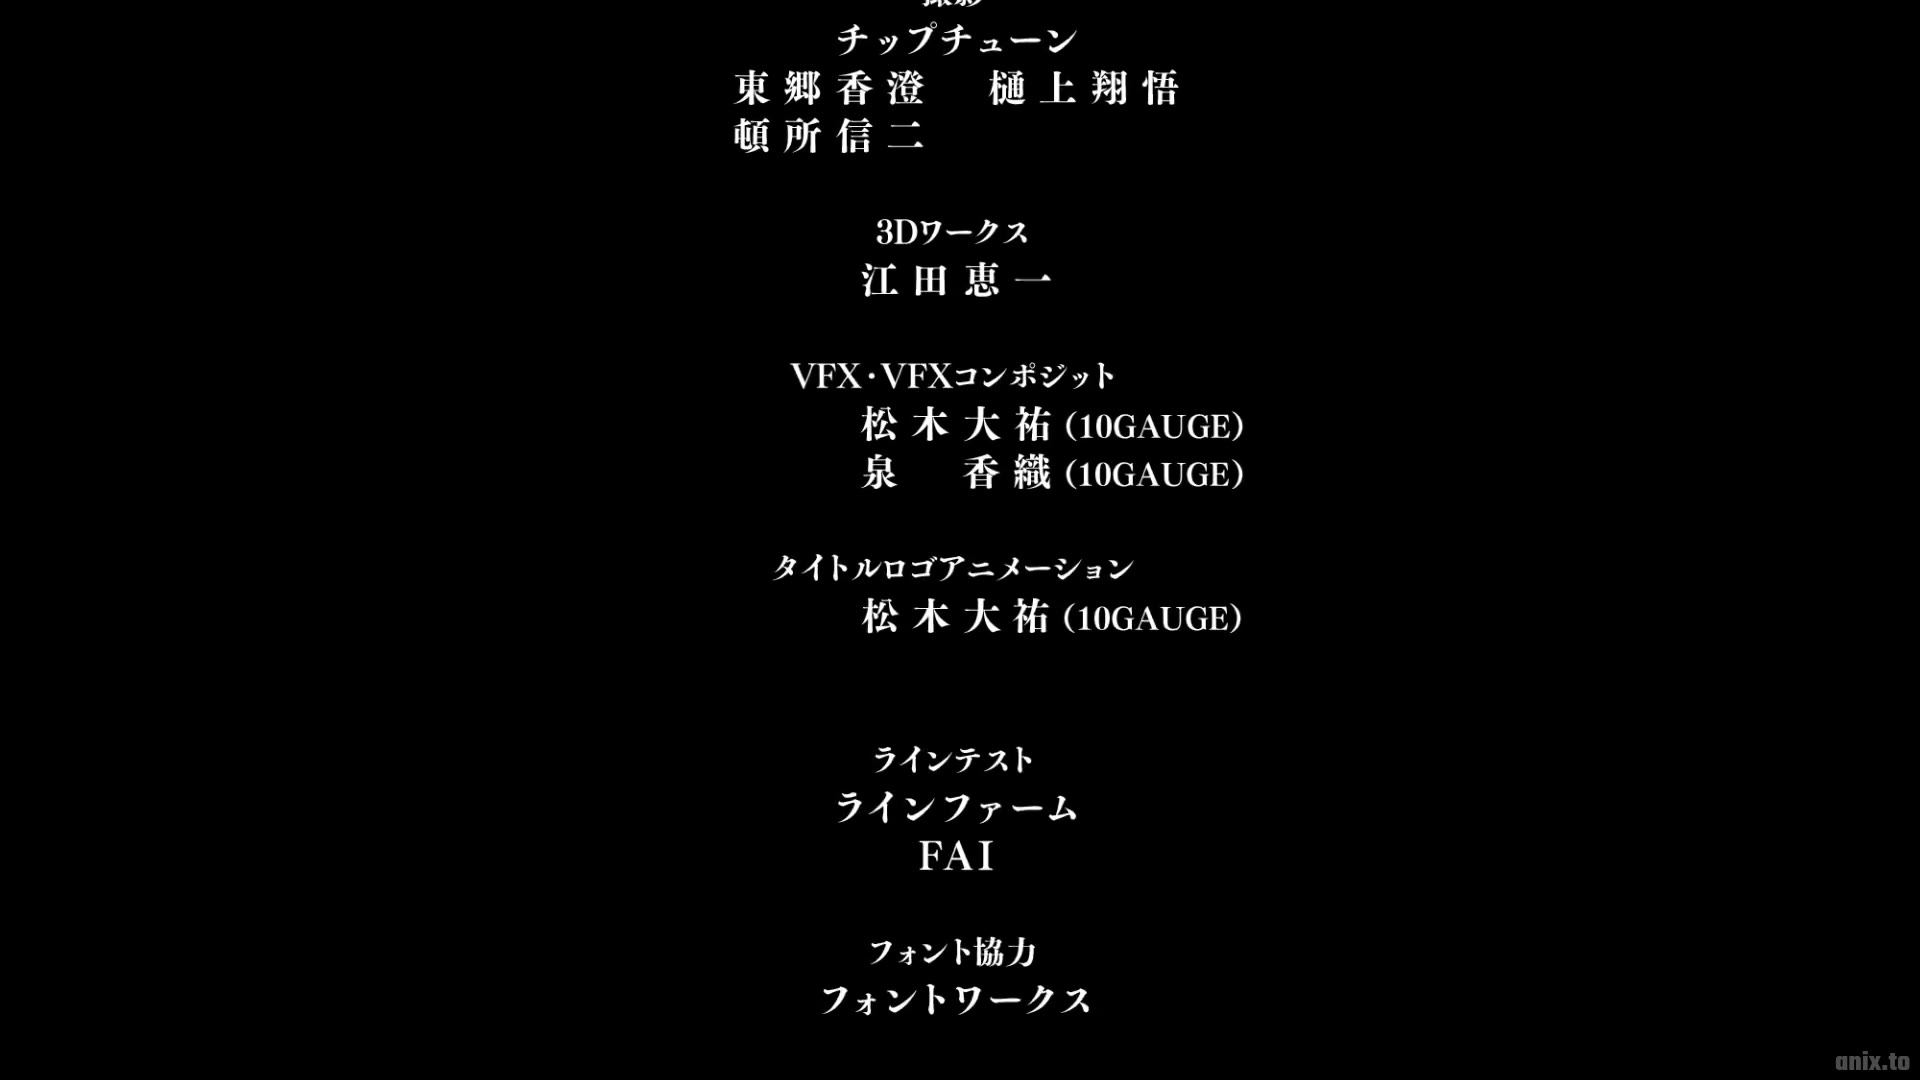 撮影
チップチューン
東郷香澄　樋上翔悟
頓所信二
3Dワークス
江田恵一
VFX・VFXコンポジット
松木大祐（10GAUGE）
泉　香織（10GAUGE）
タイトルロゴアニメーション
松木大祐（10GAUGE）
ラインテスト
ラインファーム
FAI
フォント協力
フォントワークス
anix.to